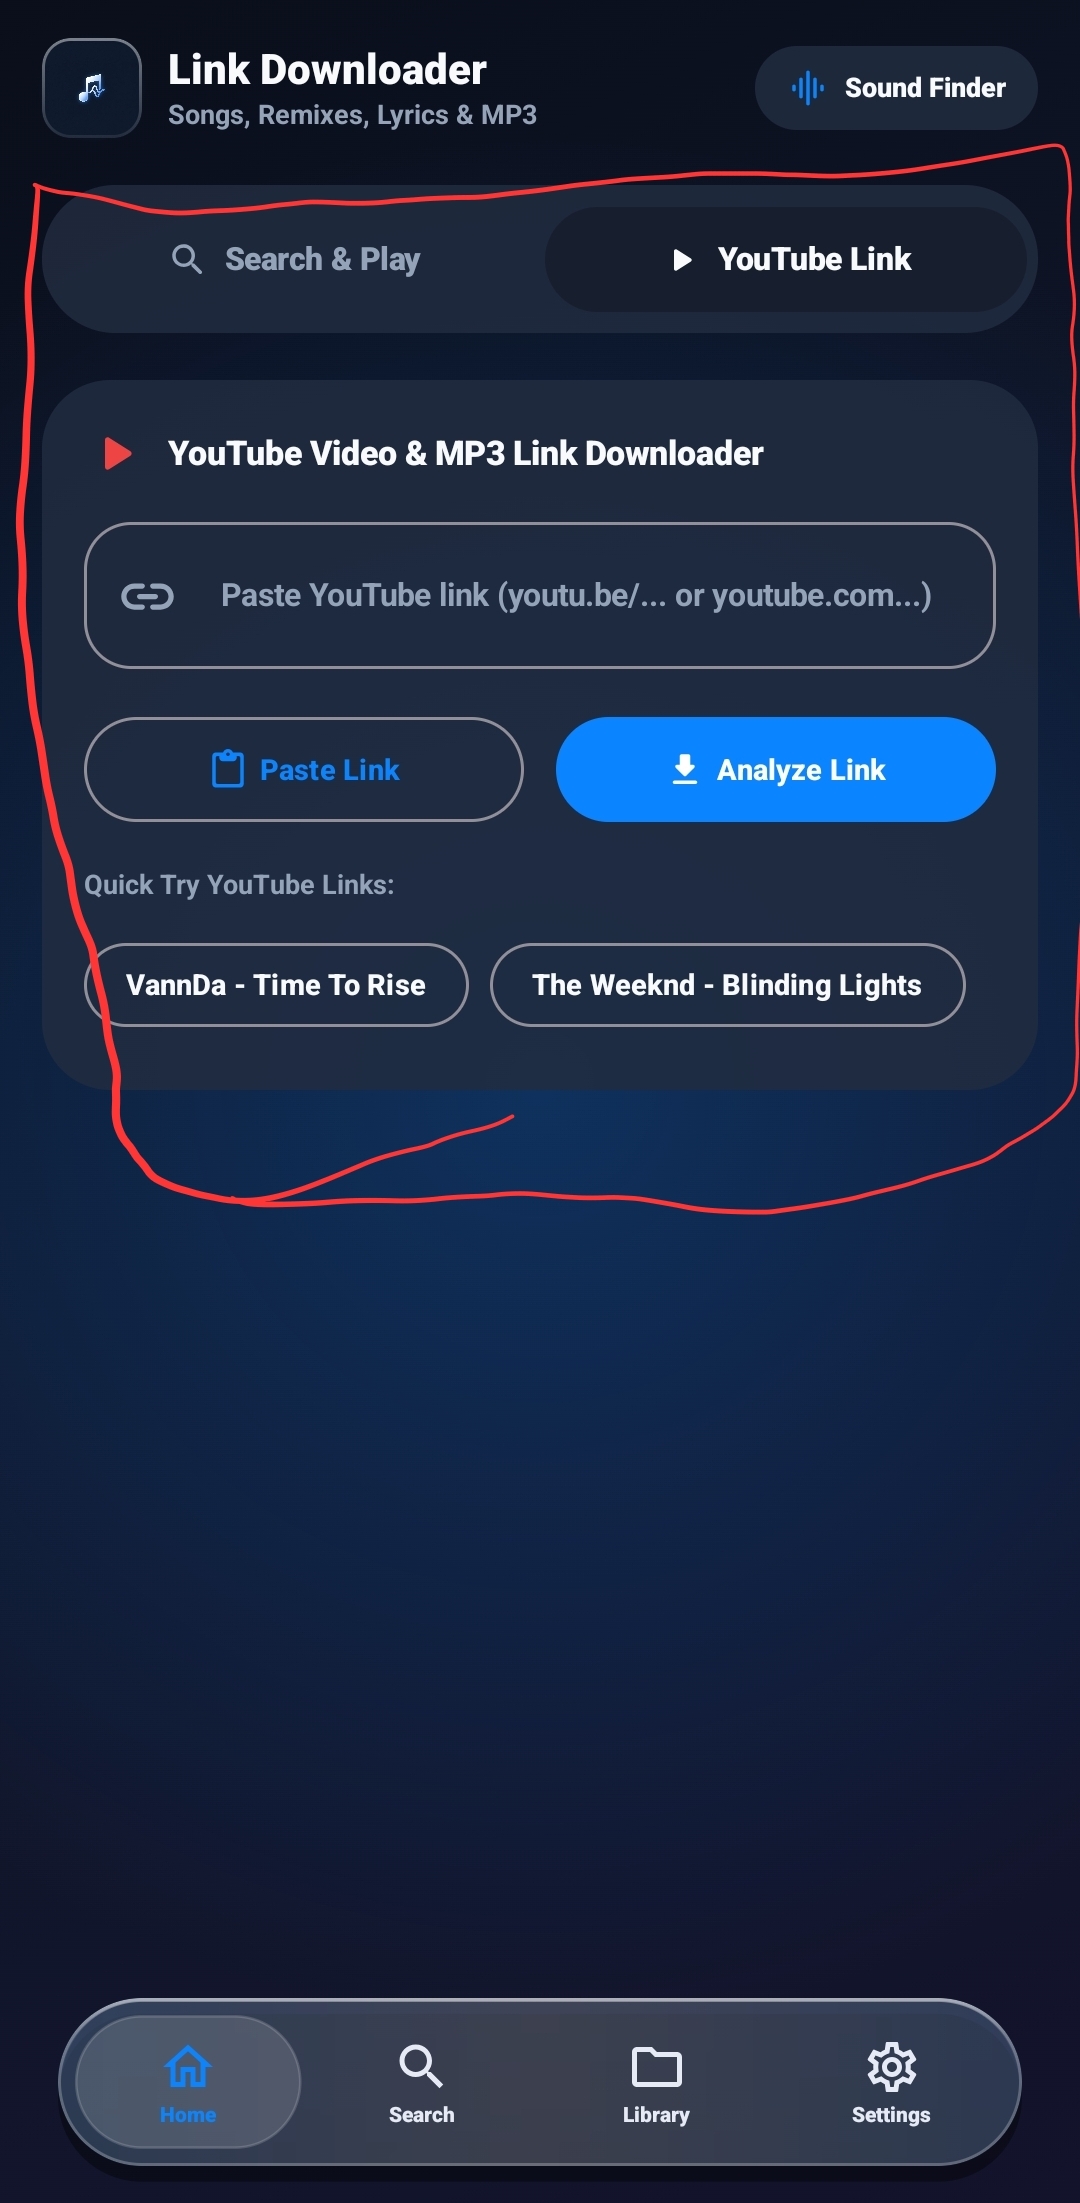 Link Downloader
Songs, Remixes, Lyrics & MP3
Sound Finder
Search & Play
YouTube Link
YouTube Video & MP3 Link Downloader
Paste YouTube link (youtu.be/... or youtube.com...)
Paste Link
Analyze Link
Quick Try YouTube Links:
VannDa - Time To Rise
The Weeknd - Blinding Lights
Home
Search
Library
Settings